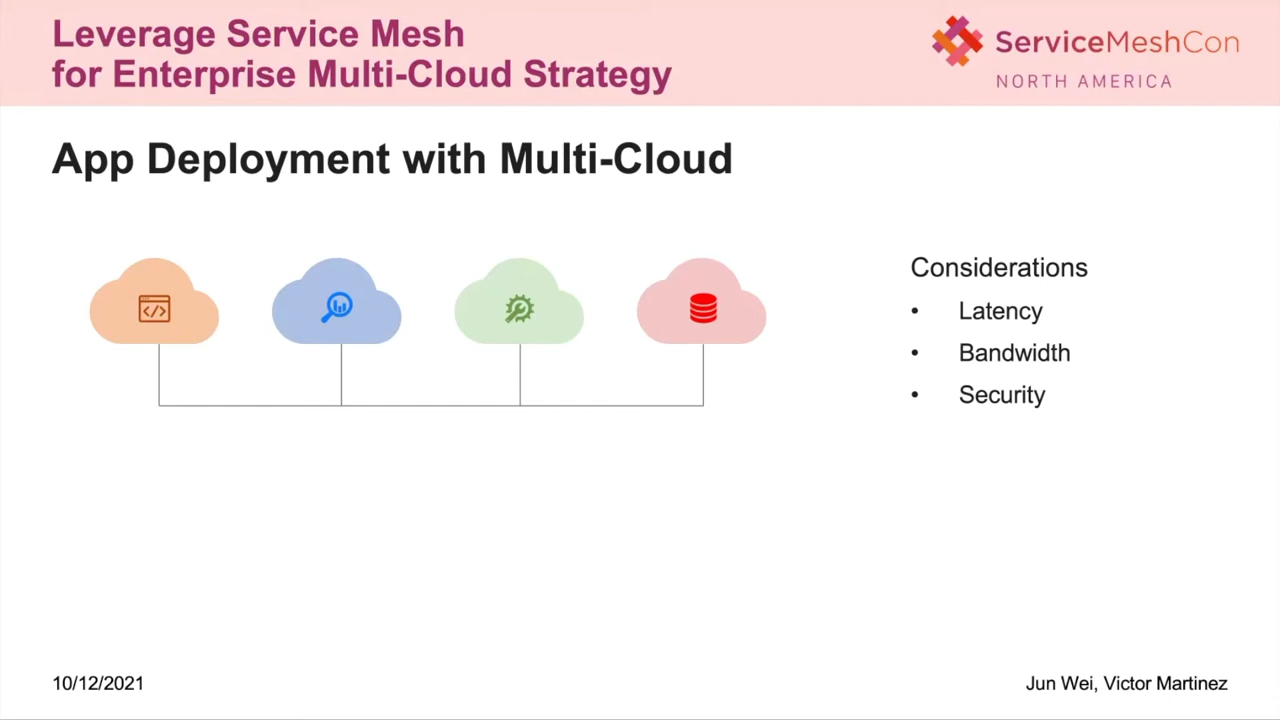 Leverage Service Mesh
for Enterprise Multi-Cloud Strategy
ServiceMeshCon
NORTH AMERICA
App Deployment with Multi-Cloud
</>
Considerations
• Latency
• Bandwidth
• Security
10/12/2021
Jun Wei, Victor Martinez